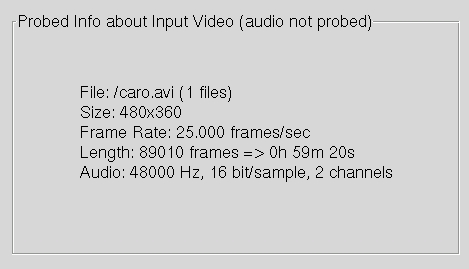 Probed Info about Input Video (audio not probed)
File: /caro.avi (1 files)
Size: 480x360
Frame Rate: 25.000 frames/sec
Length: 89010 frames => 0h 59m 20s
Audio: 48000 Hz, 16 bit/sample, 2 channels